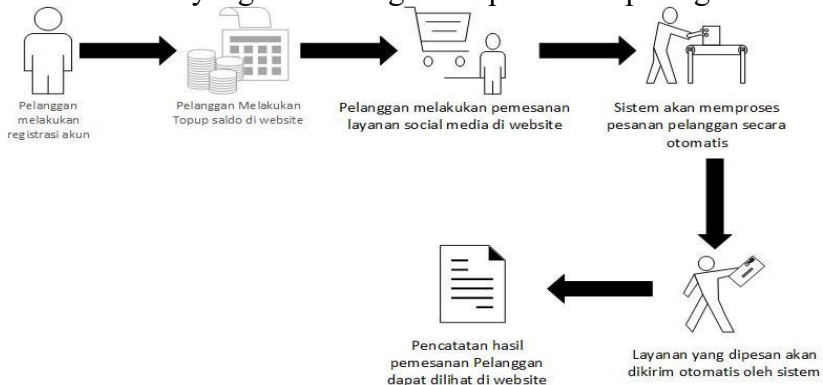 Pelanggan
melakukan
registrasi akun
Pelanggan Melakukan
Topup saldo di website
Pelanggan melakukan pemesanan
layanan social media di website
Sistem akan memproses
pesanan pelanggan secara
otomatis
Layanan yang dipesan akan
dikirim otomatis oleh sistem
Pencatatan hasil
pemesanan Pelanggan
dapat dilihat di website